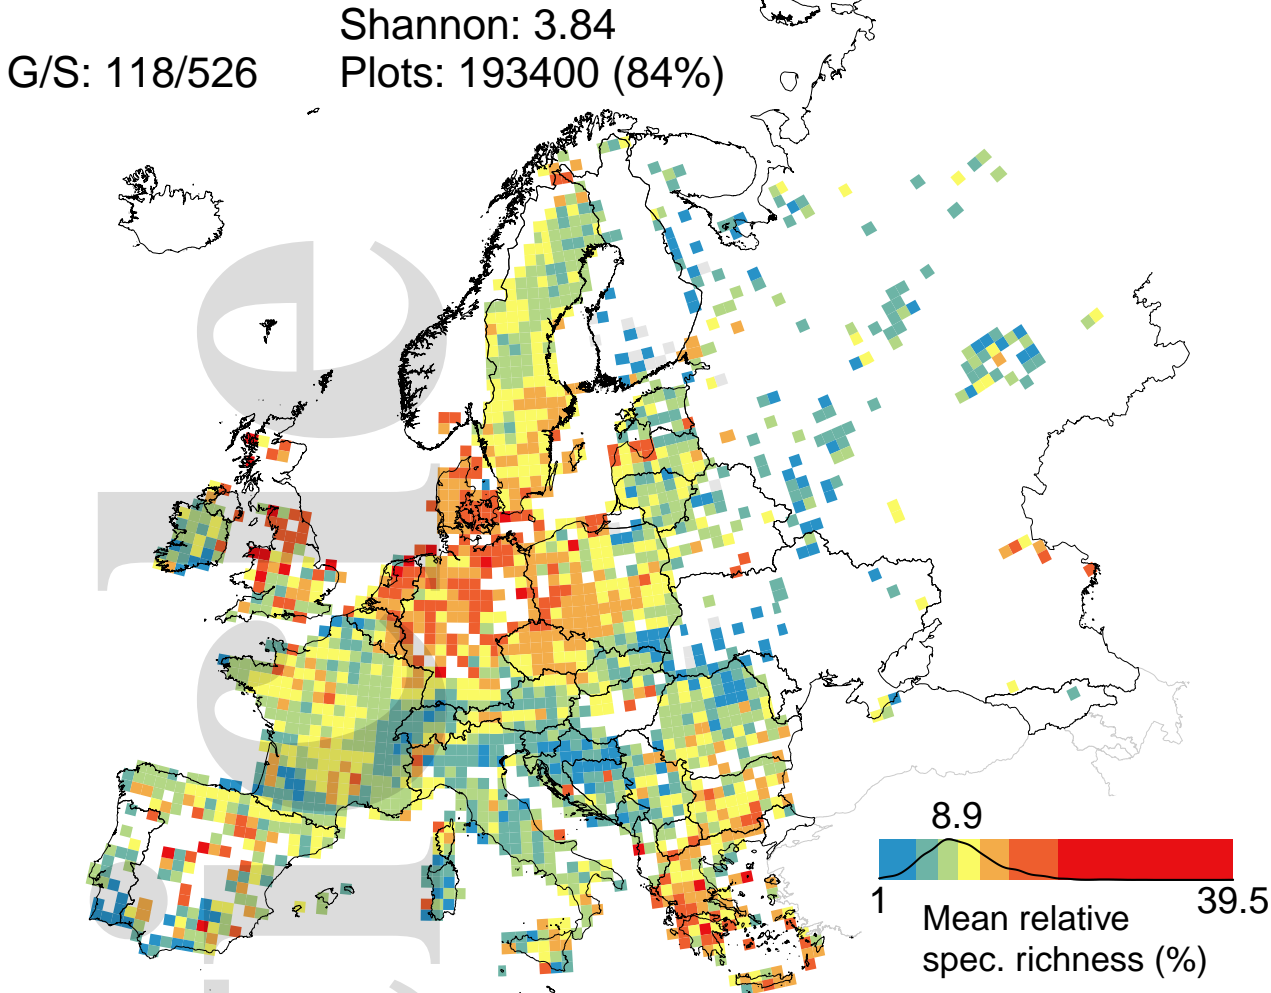 Shannon: 3.84
G/S: 118/526 Plots: 193400 (84%)
8.9
1 39.5
Mean relative
spec. richness (%)